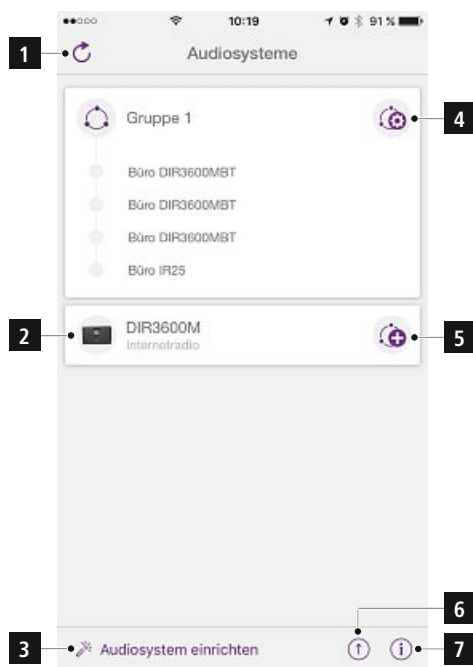 10:19
91 %
1
Audiosysteme
Gruppe 1
4
Büro DIR3600MBT
Büro DIR3600MBT
Büro DIR3600MBT
Büro IR25
2
DIR3600M
Internetradio
5
6
3
Audiosystem einrichten
7